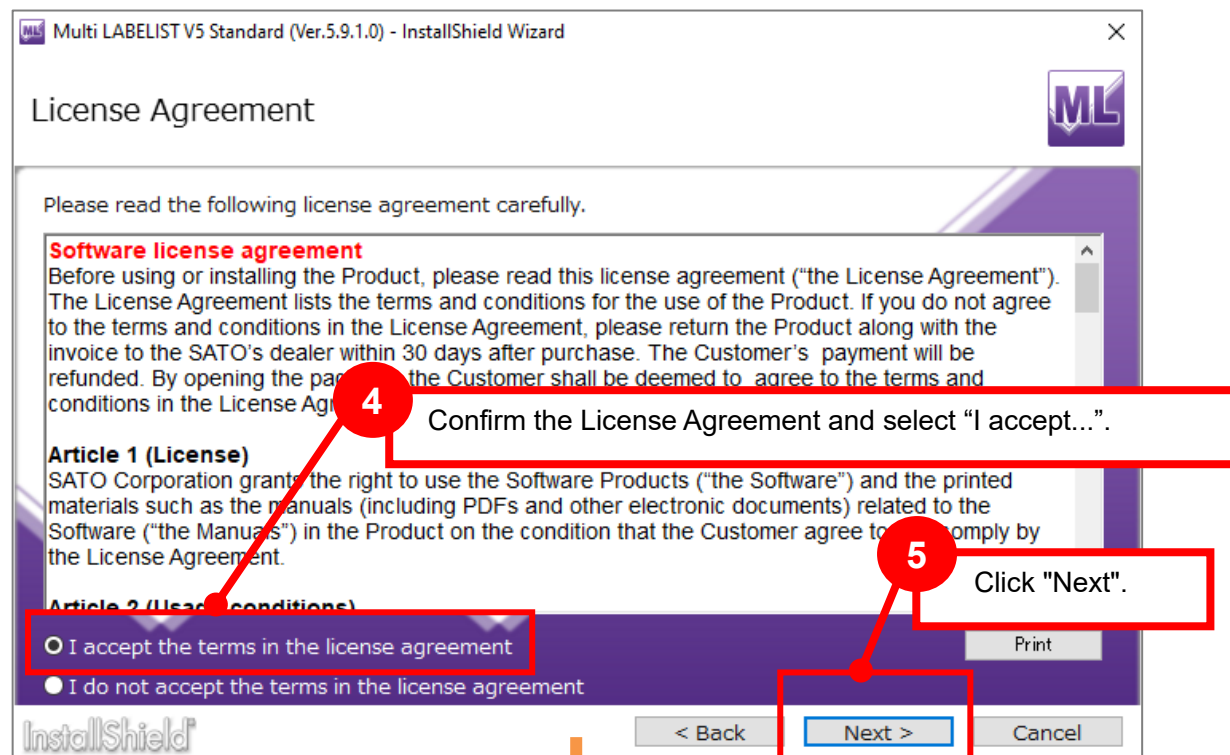 Multi LABELIST V5 Standard (Ver.5.9.1.0) - InstallShield Wizard
License Agreement
ML
Please read the following license agreement carefully.
Software license agreement
Before using or installing the Product, please read this license agreement (“the License Agreement”).
The License Agreement lists the terms and conditions for the use of the Product. If you do not agree
to the terms and conditions in the License Agreement, please return the Product along with the
invoice to the SATO’s dealer within 30 days after purchase. The Customer’s payment will be
refunded. By opening the the Customer shall be deemed to agree to the terms and
conditions in the License
4
Confirm the License Agreement and select “I accept...”.
Article 1 (License)
SATO Corporation grants the right to use the Software Products (“the Software”) and the printed
materials such as the manuals (including PDFs and other electronic documents) related to the
Software (“the Manuals”) in the Product on the condition that the Customer agree to comply by
the License Agreement.
5
Click "Next".
Article 2 (Usage conditions)
I accept the terms in the license agreement
Print
I do not accept the terms in the license agreement
InstallShield
< Back
Next >
Cancel